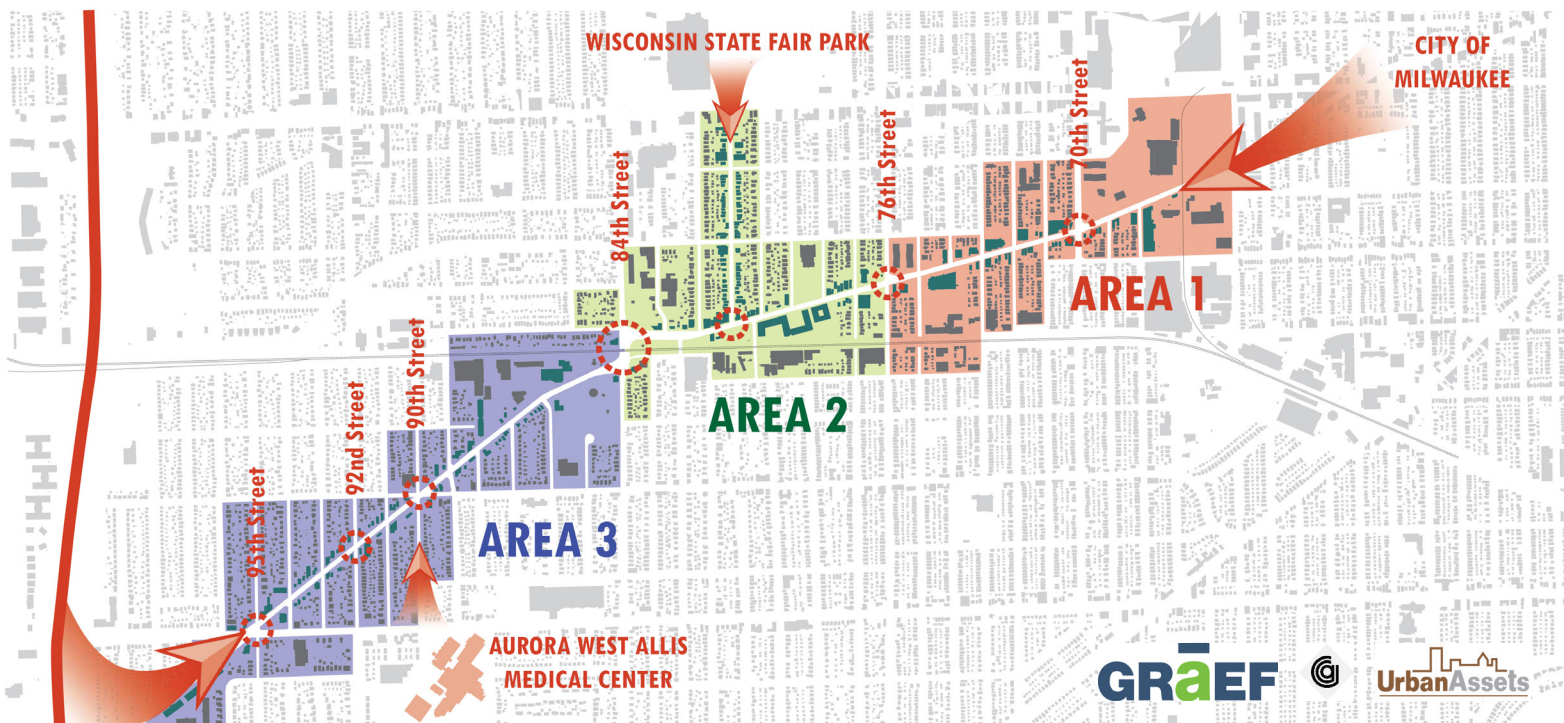 WISCONSIN STATE FAIR PARK
CITY OF
MILWAUKEE
70th Street
76th Street
84th Street
AREA 1
AREA 2
90th Street
92nd Street
95th Street
AREA 3
AURORA WEST ALLIS
MEDICAL CENTER
GRāEF
UrbanAssets